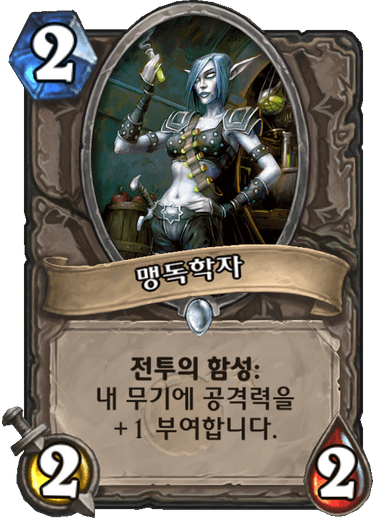 2
맹독학자
전투의 함성:
내 무기에 공격력을
+1 부여합니다.
2 2